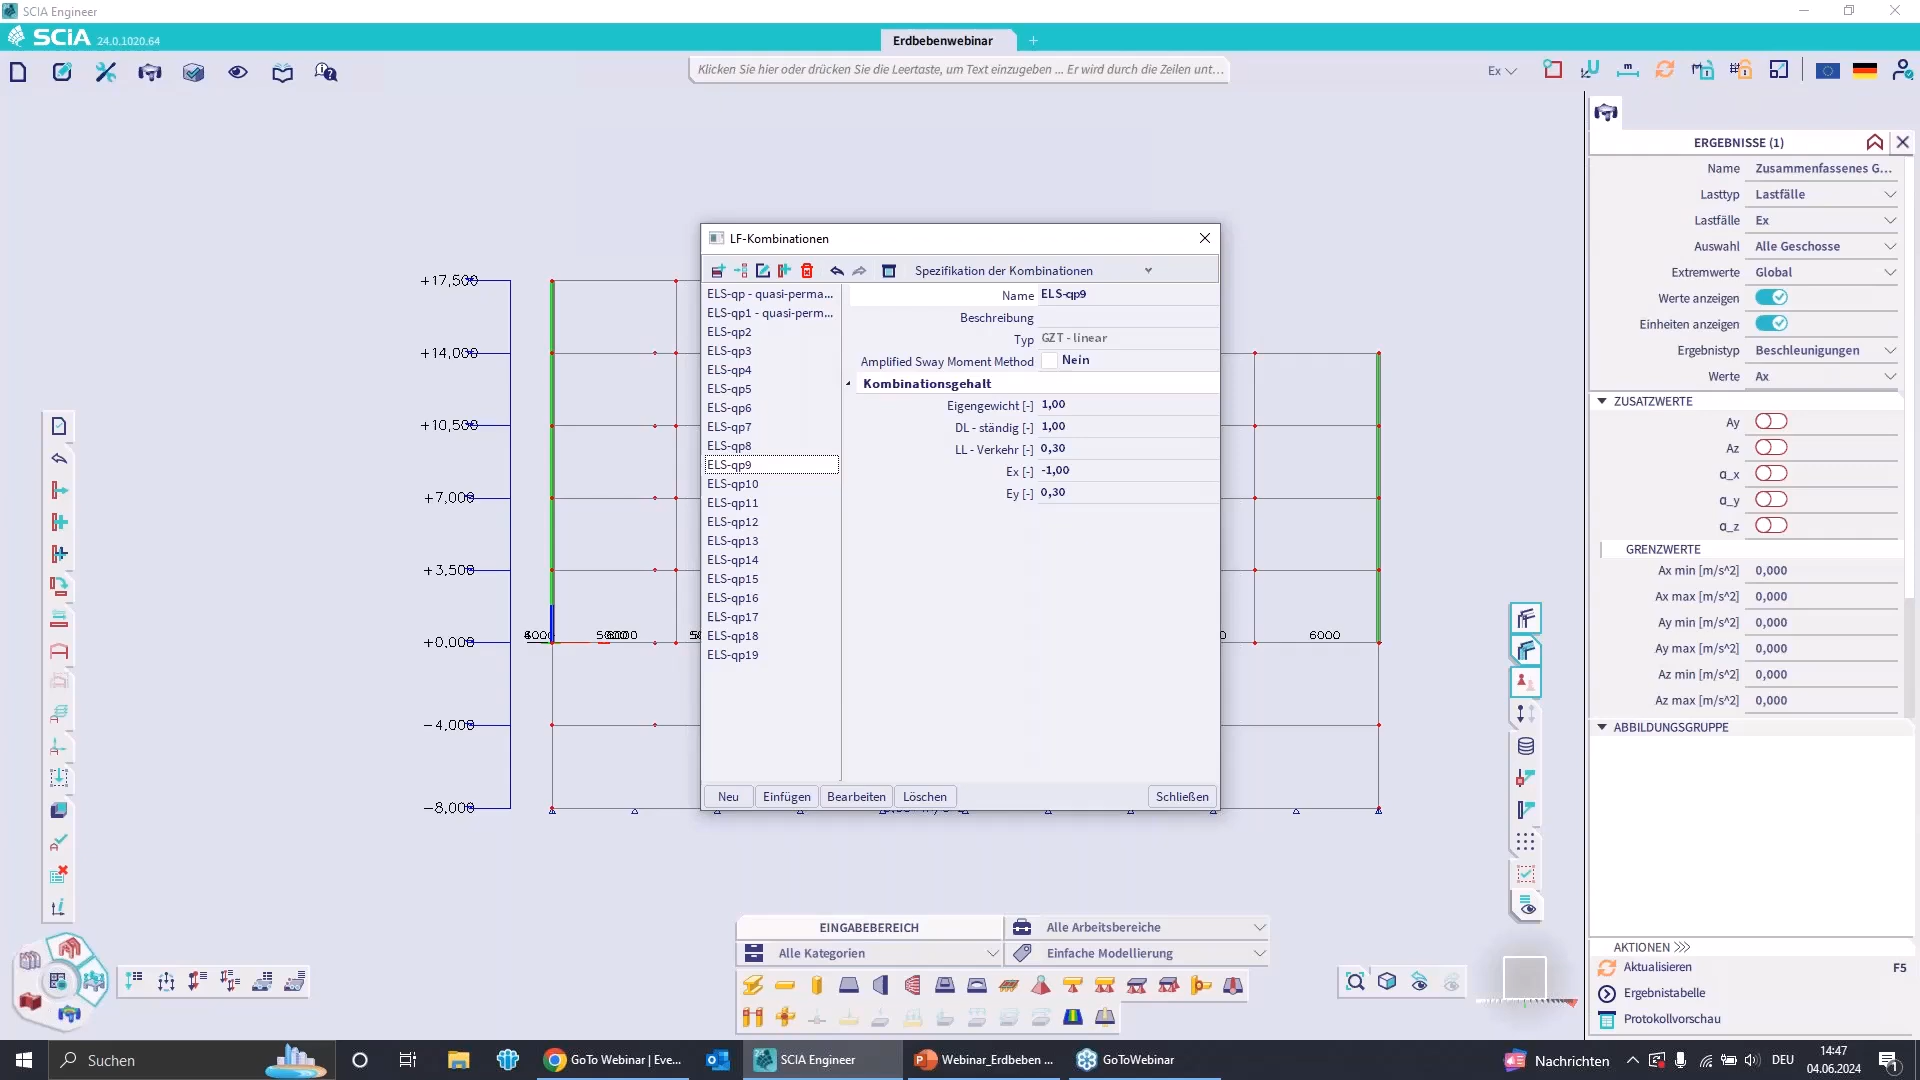 SCIA Engineer
SCIA 24.0.1020.64
Erdbebenwebinar
Klicken Sie hier oder drücken Sie die Leertaste, um Text einzugeben ... Er wird durch die Zeilen unt...
Ex
ERGEBNISSE (1)
Name Zusammenfassenes G...
Lasttyp Lastfälle
Lastfälle Ex
Auswahl Alle Geschosse
Extremwerte Global
Werte anzeigen
Einheiten anzeigen
Ergebnistyp Beschleunigungen
Werte Ax
ZUSATZWERTE
Ay
Az
α_x
α_y
α_z
GRENZWERTE
Ax min [m/s^2] 0,000
Ax max [m/s^2] 0,000
Ay min [m/s^2] 0,000
Ay max [m/s^2] 0,000
Az min [m/s^2] 0,000
Az max [m/s^2] 0,000
ABBILDUNGSGRUPPE
AKTIONEN >>>
Aktualisieren F5
Ergebnistabelle
Protokollvorschau
+17,500
+14,000
+10,500
+7,000
+3,500
+0,000
−4,000
−8,000
6000
LF-Kombinationen
Spezifikation der Kombinationen
ELS-qp - quasi-perma...
ELS-qp1 - quasi-perm...
ELS-qp2
ELS-qp3
ELS-qp4
ELS-qp5
ELS-qp6
ELS-qp7
ELS-qp8
ELS-qp9
ELS-qp10
ELS-qp11
ELS-qp12
ELS-qp13
ELS-qp14
ELS-qp15
ELS-qp16
ELS-qp17
ELS-qp18
ELS-qp19
Name ELS-qp9
Beschreibung
Typ GZT - linear
Amplified Sway Moment Method Nein
Kombinationsgehalt
Eigengewicht [-] 1,00
DL - ständig [-] 1,00
LL - Verkehr [-] 0,30
Ex [-] -1,00
Ey [-] 0,30
Neu Einfügen Bearbeiten Löschen Schließen
EINGABEBEREICH Alle Arbeitsbereiche
Alle Kategorien Einfache Modellierung
Suchen
GoTo Webinar | Eve...
SCIA Engineer
Webinar_Erdbeben ...
GoToWebinar
Nachrichten
DEU
14:47
04.06.2024
1